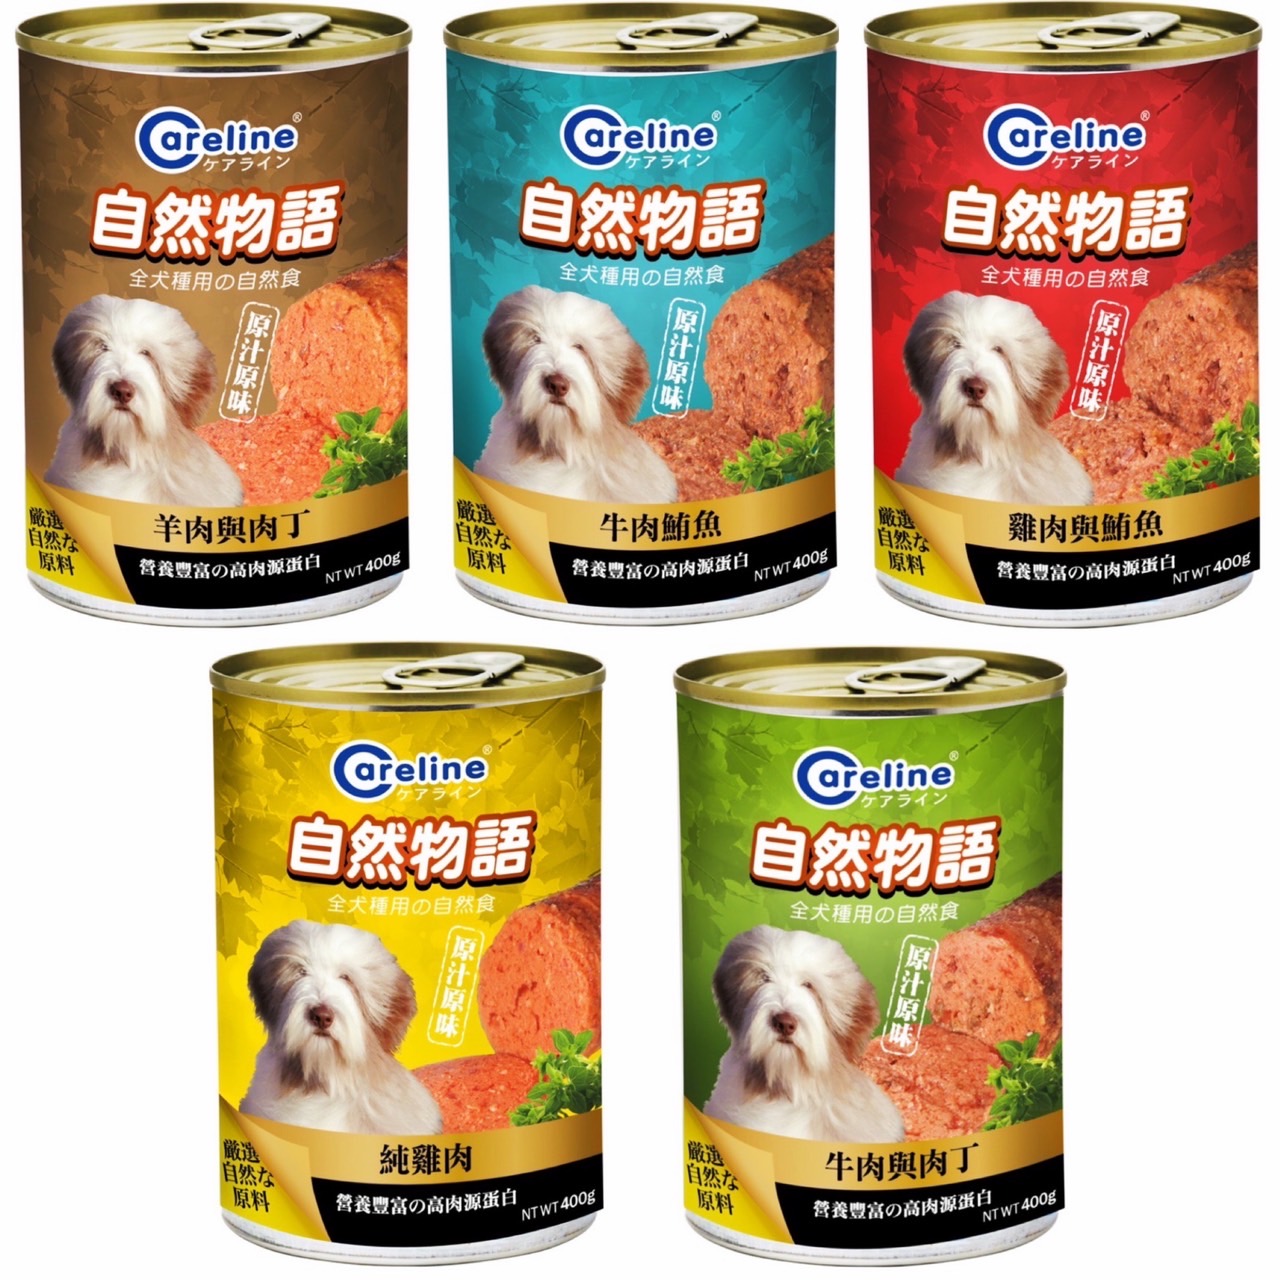 Careline®
ケアライン
自然物語
全犬種用の自然食
原汁原味
羊肉與肉丁
厳選
自然な
原料
營養豐富の高肉源蛋白
NT WT 400g
Careline®
ケアライン
自然物語
全犬種用の自然食
原汁原味
牛肉鮪魚
厳選
自然な
原料
營養豐富の高肉源蛋白
NT WT 400g
Careline®
ケアライン
自然物語
全犬種用の自然食
原汁原味
雞肉與鮪魚
厳選
自然な
原料
營養豐富の高肉源蛋白
NT WT 400g
Careline®
ケアライン
自然物語
全犬種用の自然食
原汁原味
純雞肉
厳選
自然な
原料
營養豐富の高肉源蛋白
NT WT 400g
Careline®
ケアライン
自然物語
全犬種用の自然食
原汁原味
牛肉與肉丁
厳選
自然な
原料
營養豐富の高肉源蛋白
NT WT 400g